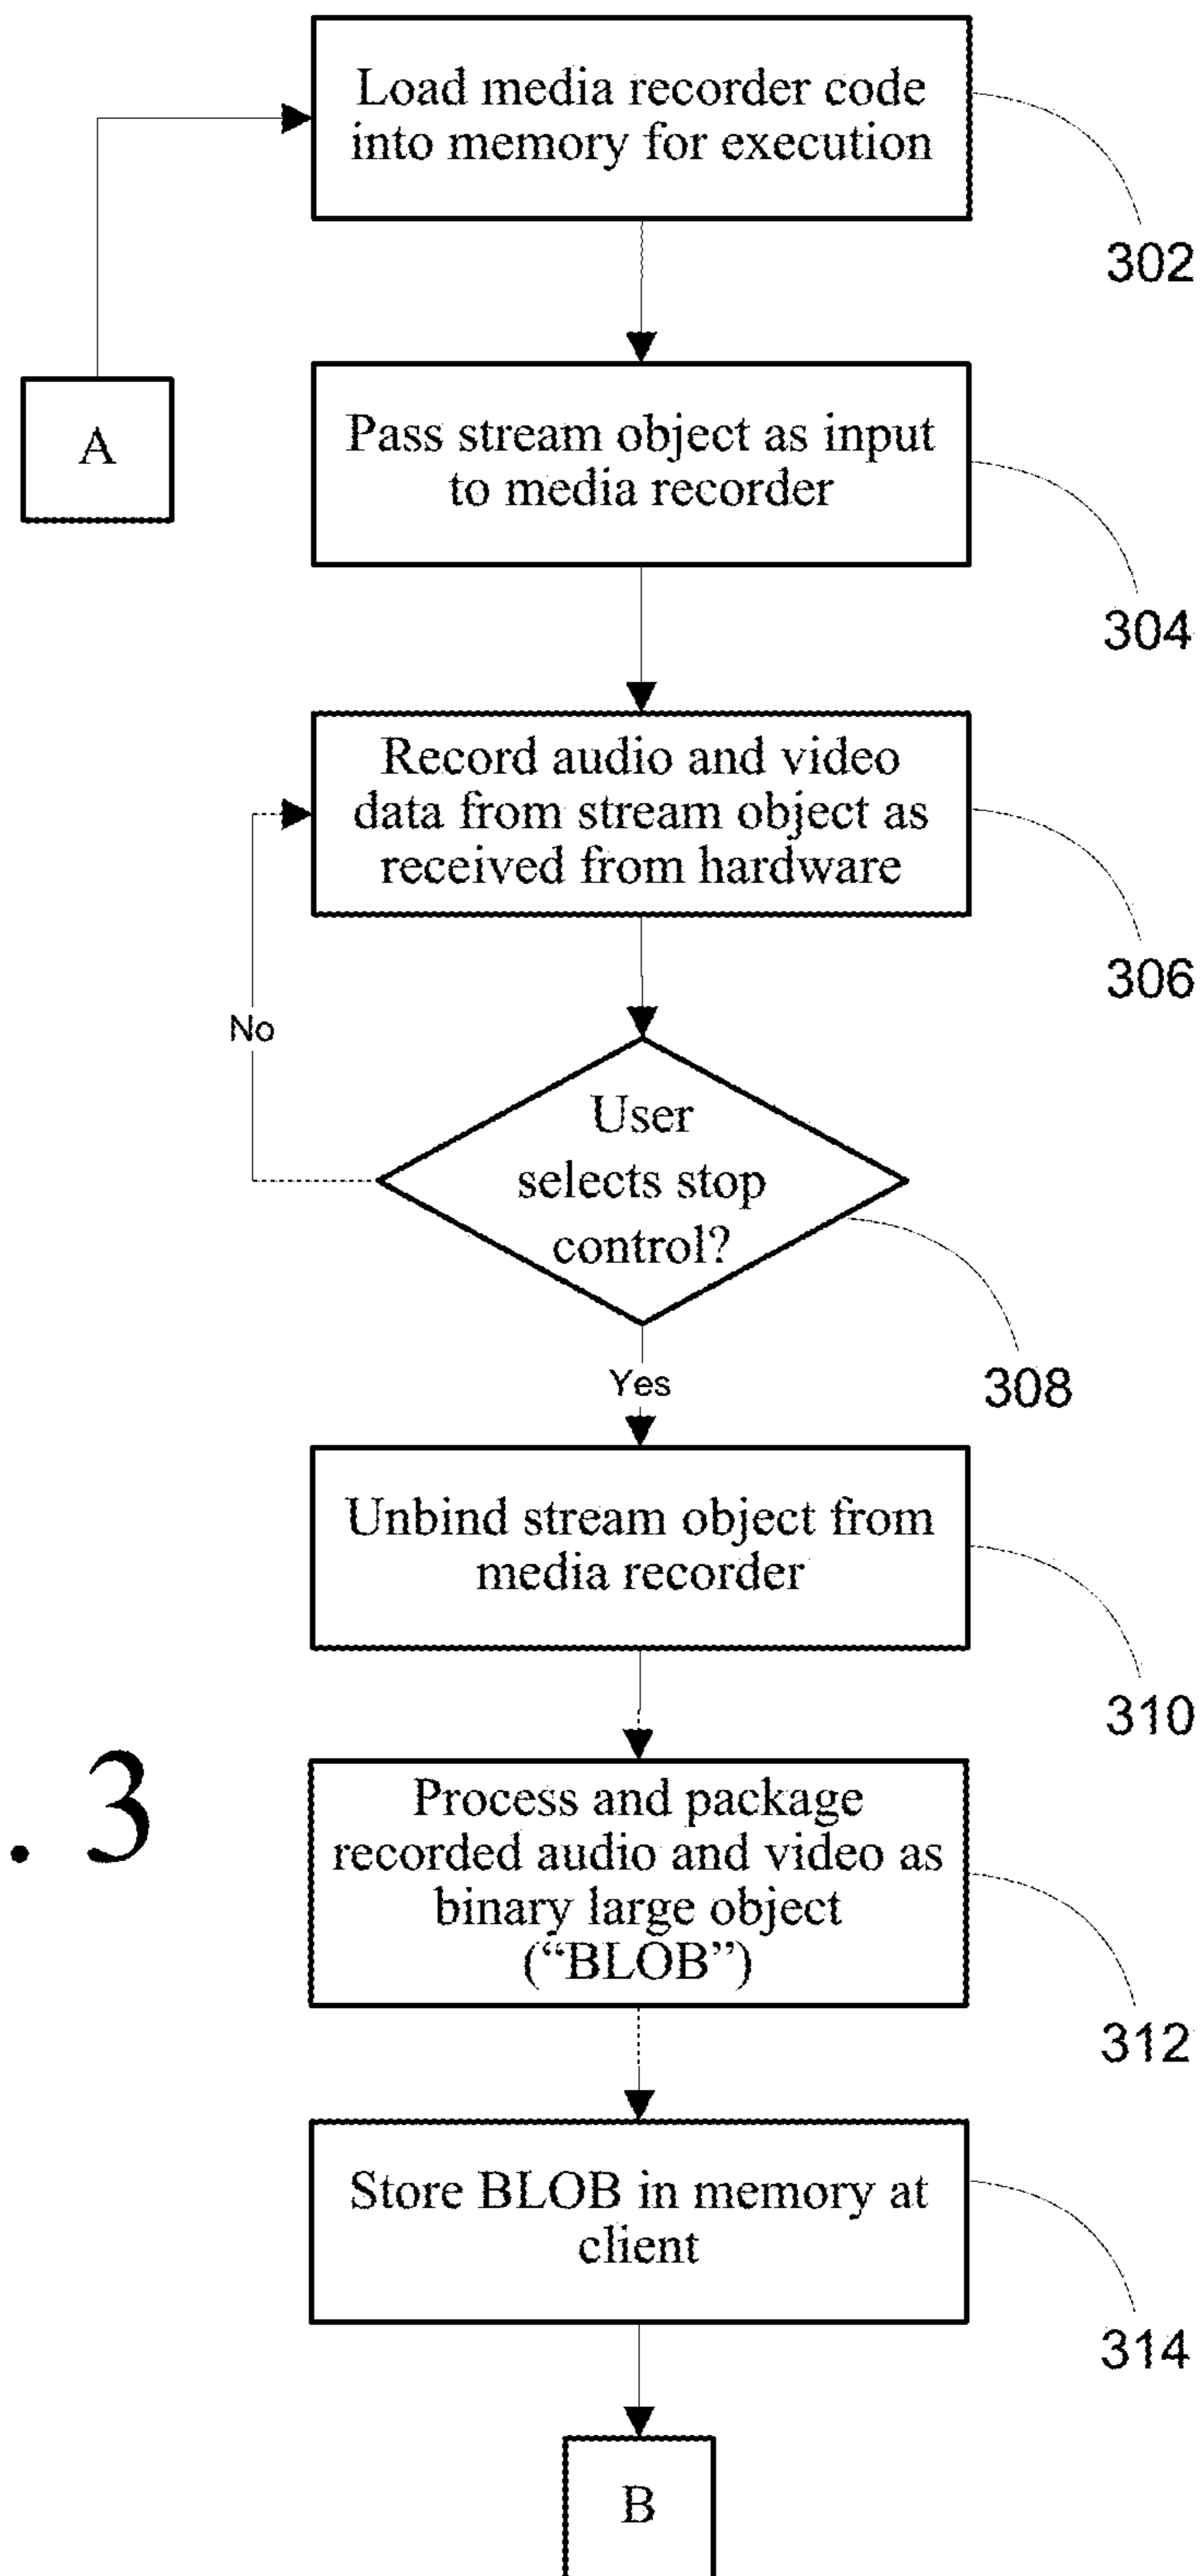 Load media recorder code
into memory for execution
302
A
Pass stream object as input
to media recorder
304
Record audio and video
data from stream object as
received from hardware
306
No
User
selects stop
control?
308
Yes
Unbind stream object from
media recorder
310
. 3
Process and package
recorded audio and video as
binary large object
(“BLOB”)
312
Store BLOB in memory at
client
314
B